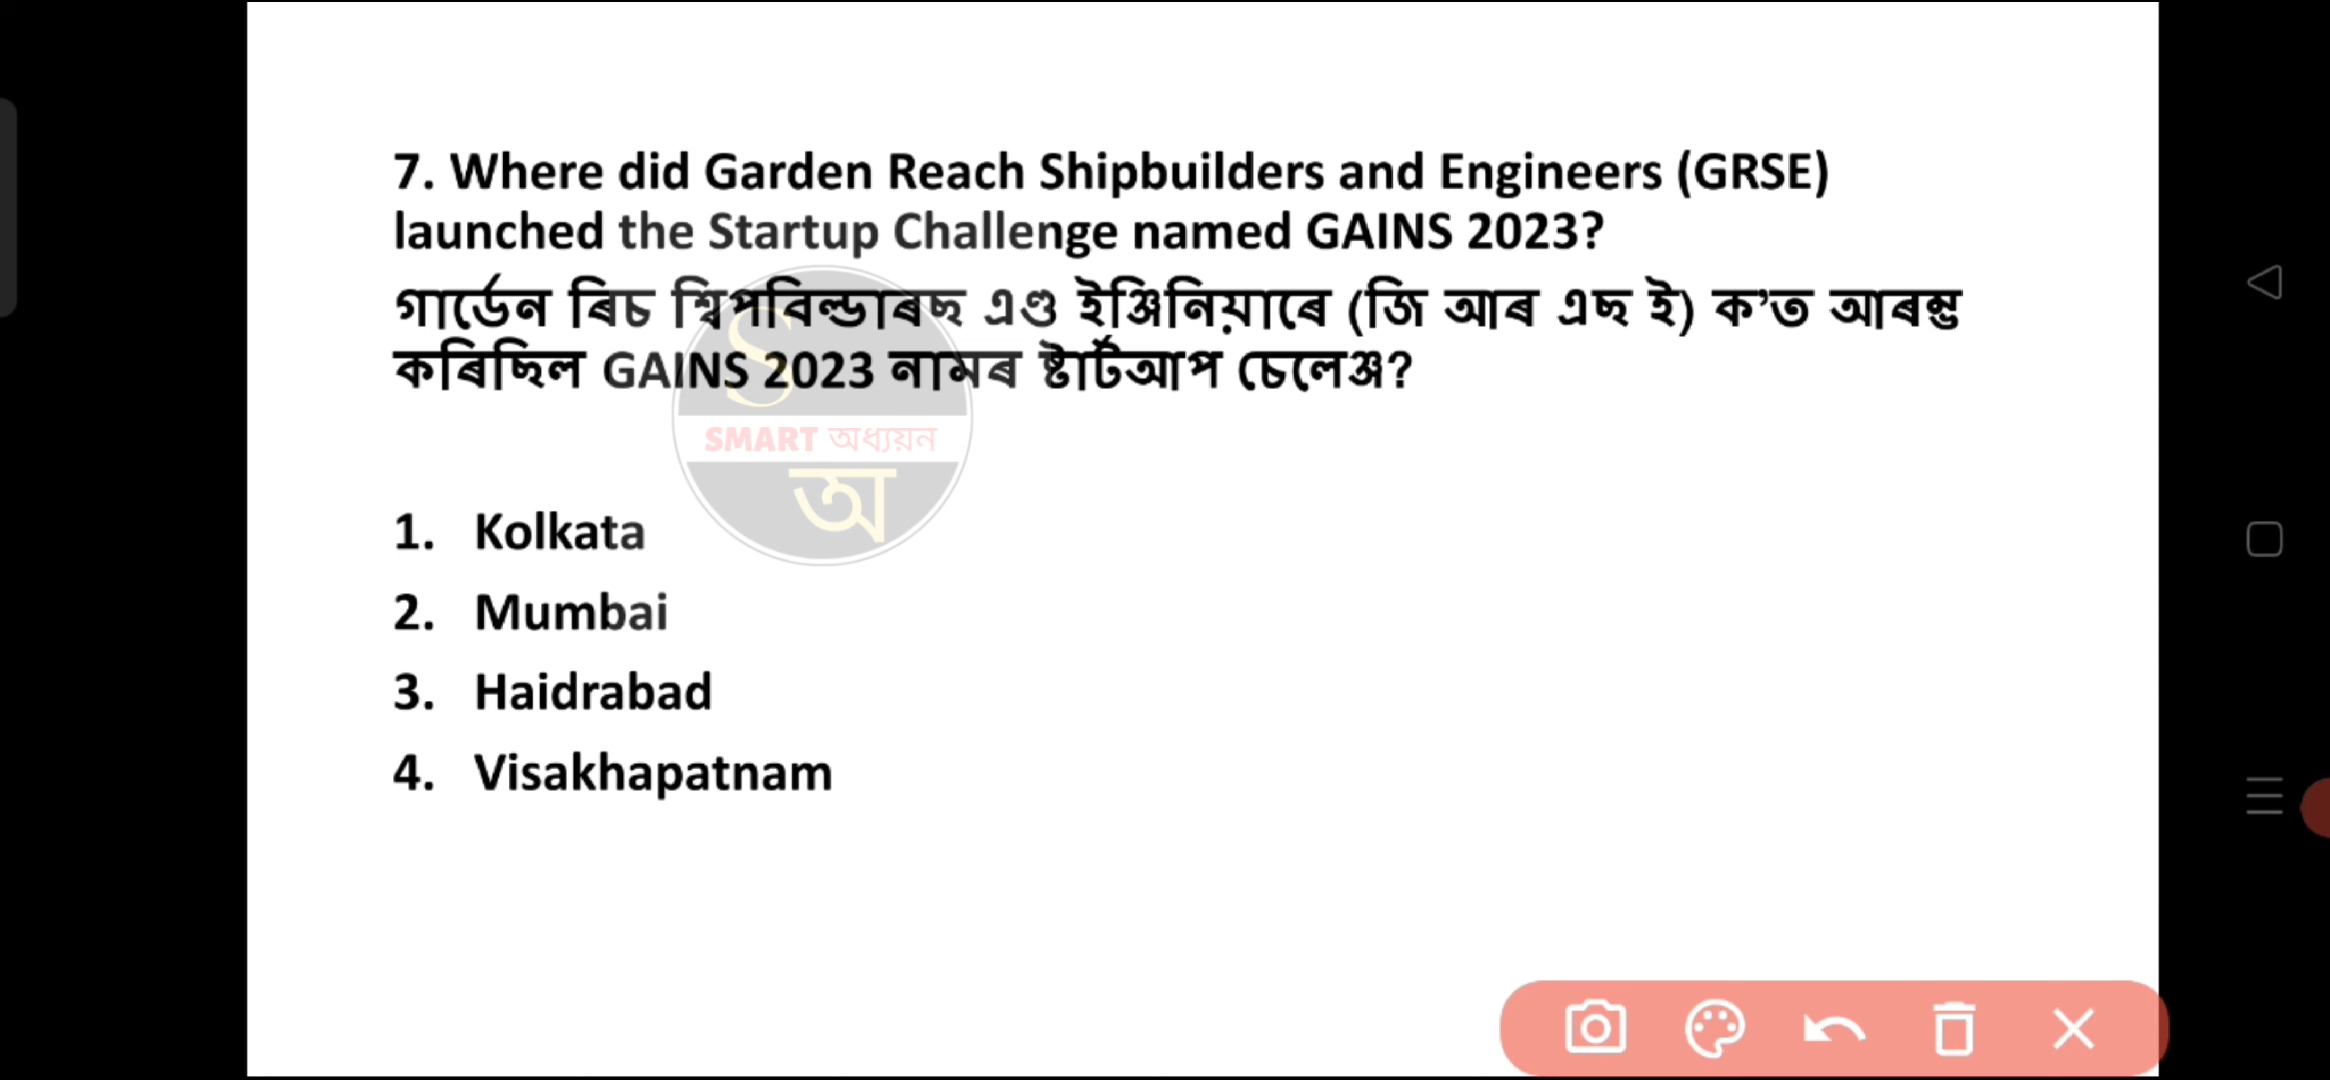 7. Where did Garden Reach Shipbuilders and Engineers (GRSE)
launched the Startup Challenge named GAINS 2023?
গাৰ্ডেন ৰিচ শ্বিপবিল্ডাৰছ এণ্ড ইঞ্জিনিয়াৰে (জি আৰ এছ ই) ক’ত আৰম্ভ
কৰিছিল GAINS 2023 নামৰ ষ্টাৰ্টআপ চেলেঞ্জ?
S
SMART অধ্যয়ন
অ
1. Kolkata
2. Mumbai
3. Haidrabad
4. Visakhapatnam